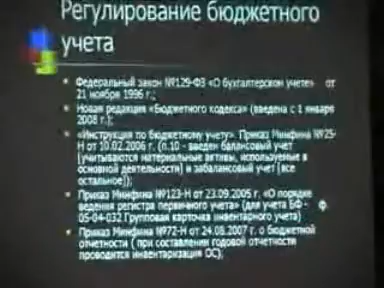 Регулирование бюджетного
учета
Федеральный закон №129-ФЗ «О бухгалтерском учете» от
21 ноября 1996 г.;
Новая редакция «Бюджетного кодекса» (введена с 1 января
2008 г.);
«Инструкция по бюджетному учету». Приказ Минфина №25-
Н от 10.02.2006 г. (п.10 - введен балансовый учет
(учитываются материальные активы, используемые в
основной деятельности) и забалансовый учет (все
остальное));
Приказ Минфина №123-Н от 23.09.2005 г. «О порядке
ведения регистра первичного учета» (для учета БФ - ф.
05-04-032 Групповая карточка инвентарного учета)
Приказ Минфина №72-Н от 24.08.2007 г. о бюджетной
отчетности ( при составлении годовой отчетности
проводится инвентаризация ОС);